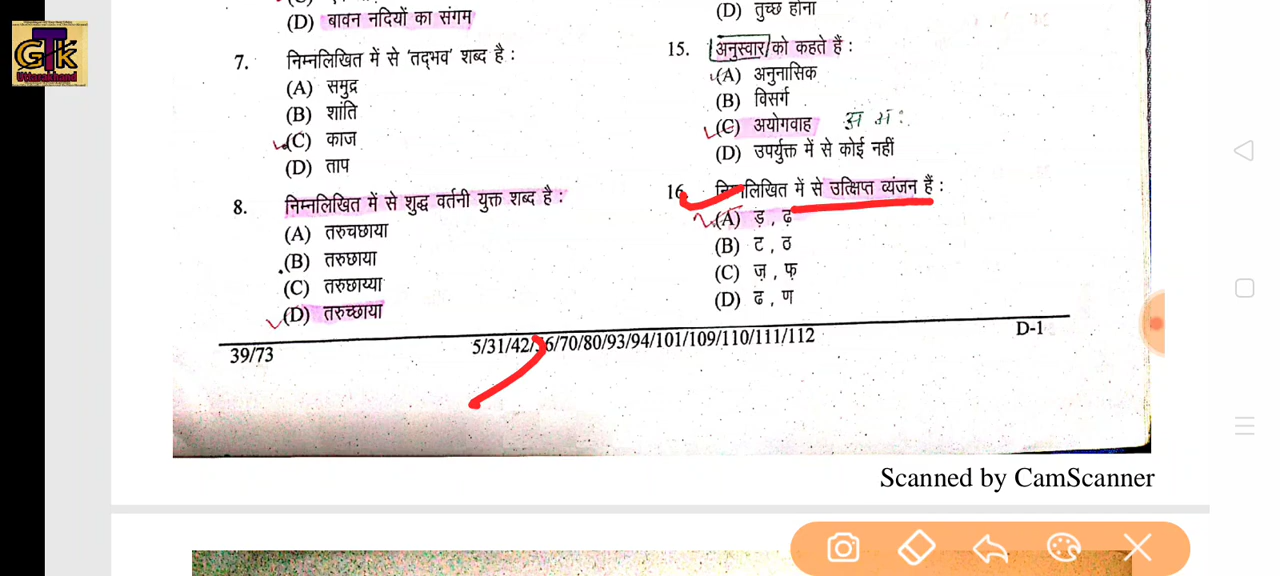 GTK
Uttarakhand
(D) बावन नदियों का संगम
7. निम्नलिखित में से ‘तद्भव’ शब्द है :
(A) समुद्र
(B) शांति
(C) काज
(D) ताप
8. निम्नलिखित में से शुद्ध वर्तनी युक्त शब्द है :
(A) तरुचछाया
(B) तरुछाया
(C) तरुछाय्या
(D) तरुच्छाया
(D) तुच्छ होना
15. अनुस्वार को कहते हैं :
(A) अनुनासिक
(B) विसर्ग
(C) अयोगवाह
(D) उपर्युक्त में से कोई नहीं
16. निम्नलिखित में से उत्क्षिप्त व्यंजन हैं :
(A) ड़ , ढ़
(B) ट , ठ
(C) ज़ , फ़
(D) ढ , ण
39/73
5/31/42/56/70/80/93/94/101/109/110/111/112
D-1
Scanned by CamScanner